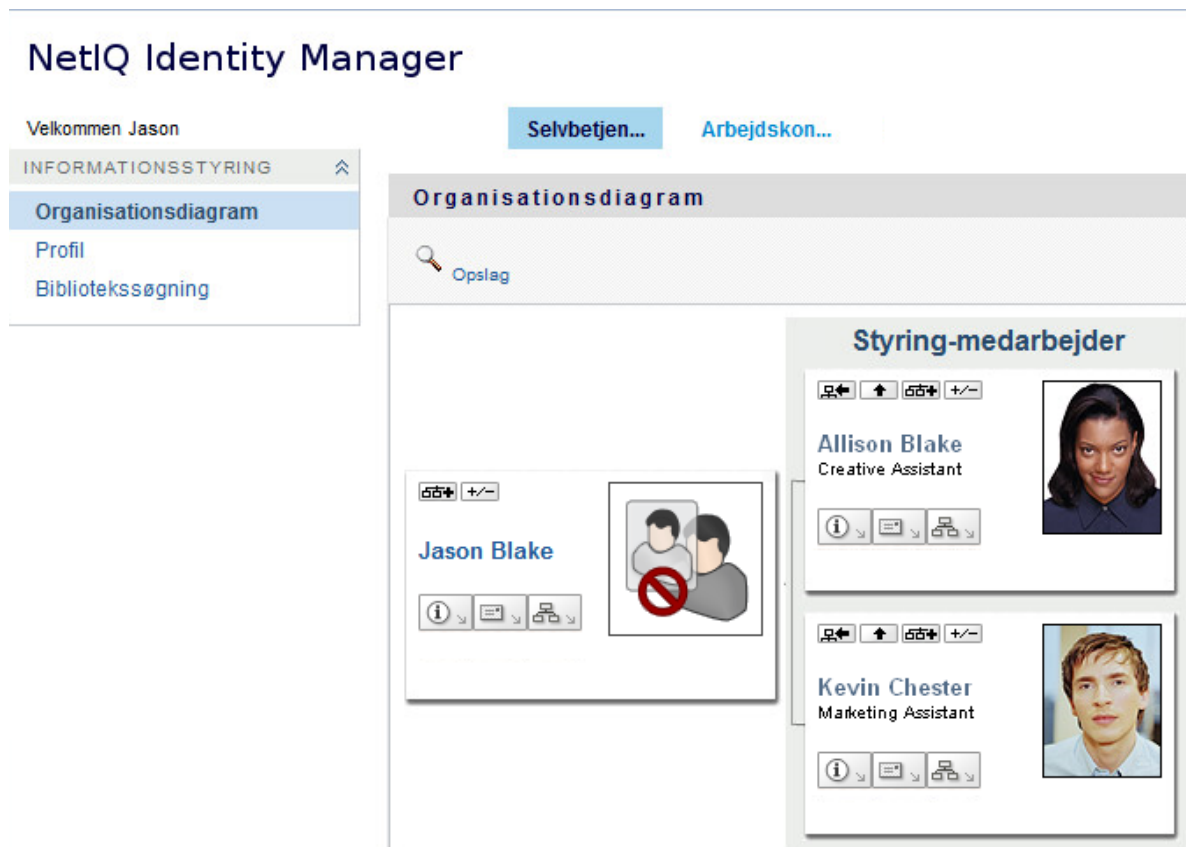 NetIQ Identity Manager
Velkommen Jason
Selvbetjen...
Arbejdskon...
INFORMATIONSSTYRING
Organisationsdiagram
Profil
Bibliotekssøgning
Organisationsdiagram
Opslag
Jason Blake
Styring-medarbejder
Allison Blake
Creative Assistant
Kevin Chester
Marketing Assistant